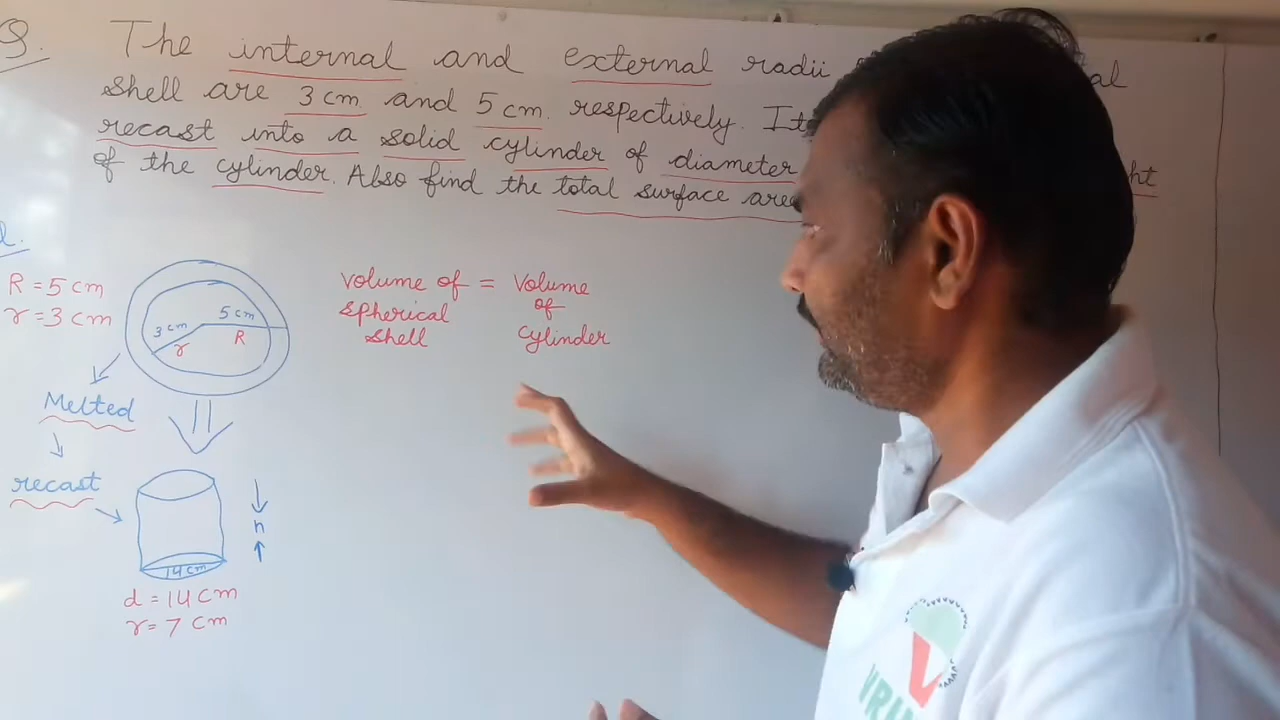 Q. The internal and external radii
shell are 3 cm and 5 cm. respectively. It
recast into a solid cylinder of diameter
of the cylinder. Also find the total surface area
R = 5 cm
r = 3 cm
5 cm
3 cm
R
r
volume of = volume
spherical of
shell cylinder
Melted
recast
h
14 cm
d = 14 cm
r = 7 cm